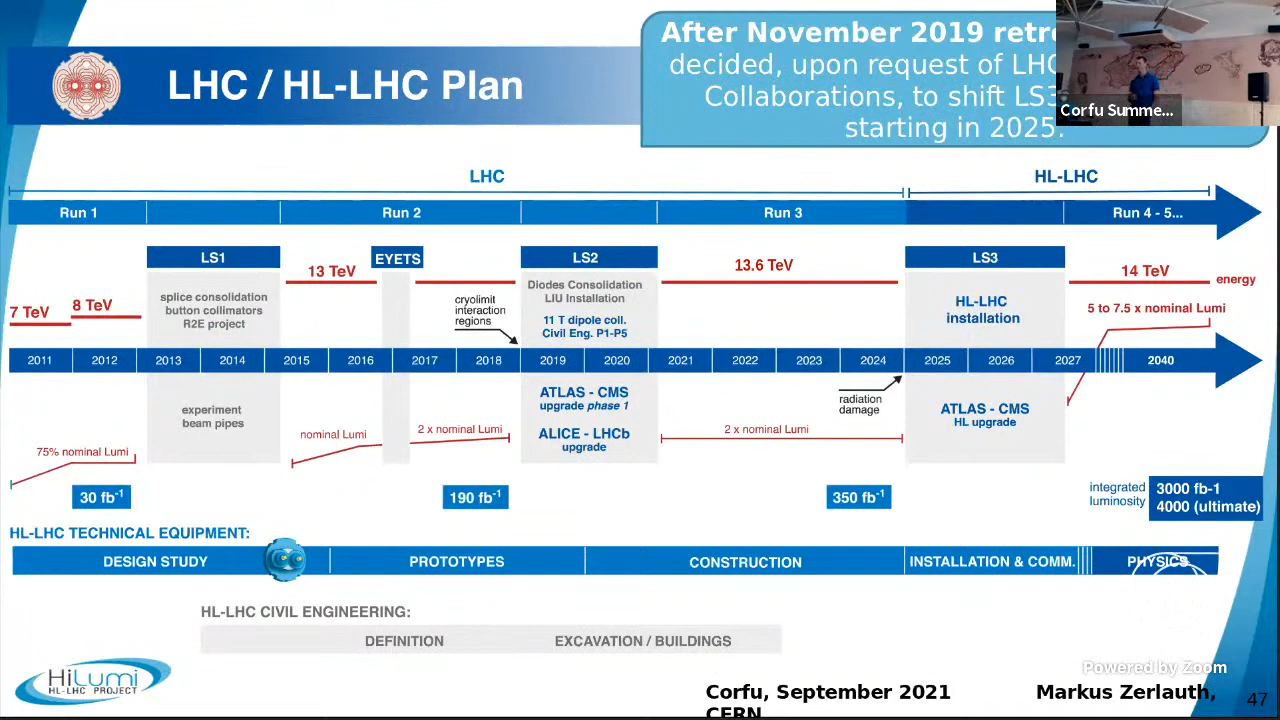 After November 2019 retr
decided, upon request of LHC
Collaborations, to shift LS3
starting in 2025.
Corfu Summe...
LHC / HL-LHC Plan
LHC
HL-LHC
Run 1
Run 2
Run 3
Run 4 - 5...
LS1
EYETS
LS2
LS3
13 TeV
13.6 TeV
14 TeV
energy
7 TeV
8 TeV
splice consolidation
button collimators
R2E project
cryolimit
interaction
regions
Diodes Consolidation
LIU Installation
11 T dipole coll.
Civil Eng. P1-P5
HL-LHC
installation
5 to 7.5 x nominal Lumi
2011 2012 2013 2014 2015 2016 2017 2018 2019 2020 2021 2022 2023 2024 2025 2026 2027 2040
experiment
beam pipes
ATLAS - CMS
upgrade phase 1
ALICE - LHCb
upgrade
radiation
damage
ATLAS - CMS
HL upgrade
75% nominal Lumi
nominal Lumi
2 x nominal Lumi
2 x nominal Lumi
30 fb-1
190 fb-1
350 fb-1
integrated
luminosity
3000 fb-1
4000 (ultimate)
HL-LHC TECHNICAL EQUIPMENT:
DESIGN STUDY
PROTOTYPES
CONSTRUCTION
INSTALLATION & COMM.
PHYSICS
HL-LHC CIVIL ENGINEERING:
DEFINITION
EXCAVATION / BUILDINGS
HiLumi
HL-LHC PROJECT
Powered by Zoom
Corfu, September 2021 Markus Zerlauth,
CERN
47